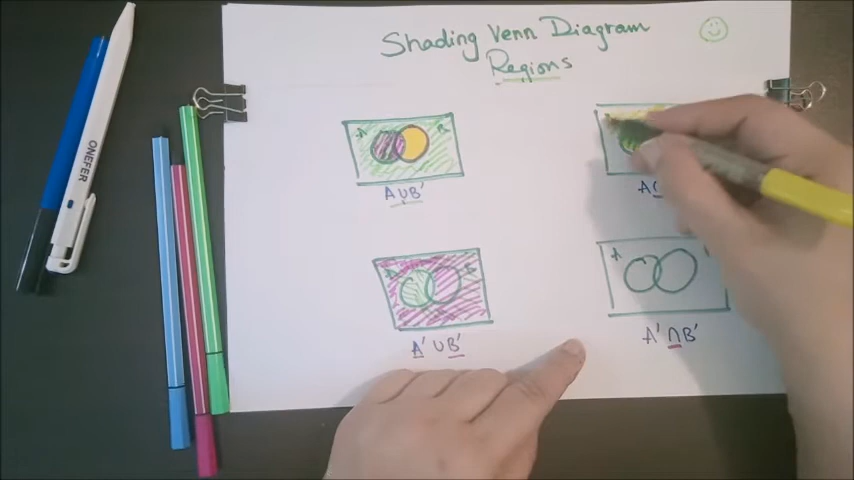 Shading Venn Diagram
Regions
A B
A∪B'
A
A'∪B'
A B
A
A'∩B'
ONEFER